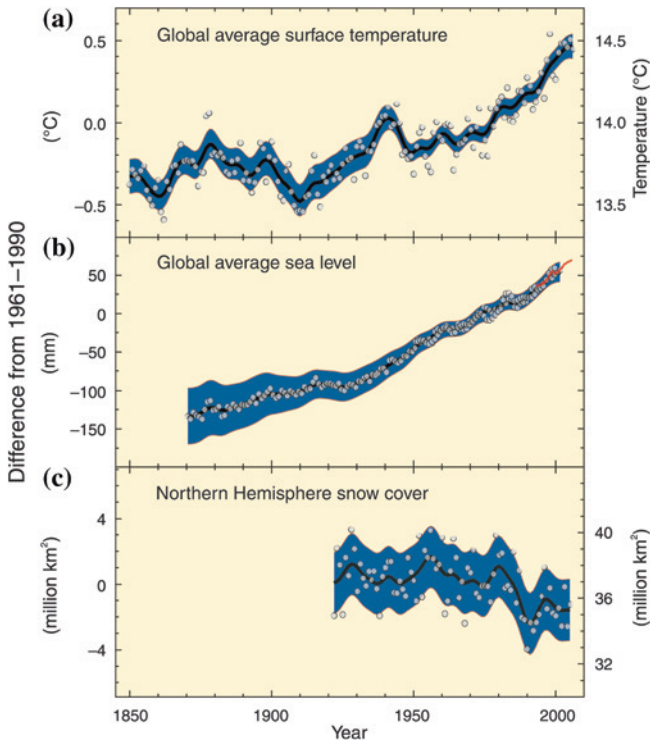 (a)
Global average surface temperature
0.5
0.0
−0.5
(°C)
14.5
14.0
13.5
Temperature (°C)
Difference from 1961–1990
(b)
Global average sea level
50
0
−50
−100
−150
(mm)
(c)
Northern Hemisphere snow cover
4
0
−4
(million km²)
40
36
32
(million km²)
1850
1900
1950
2000
Year